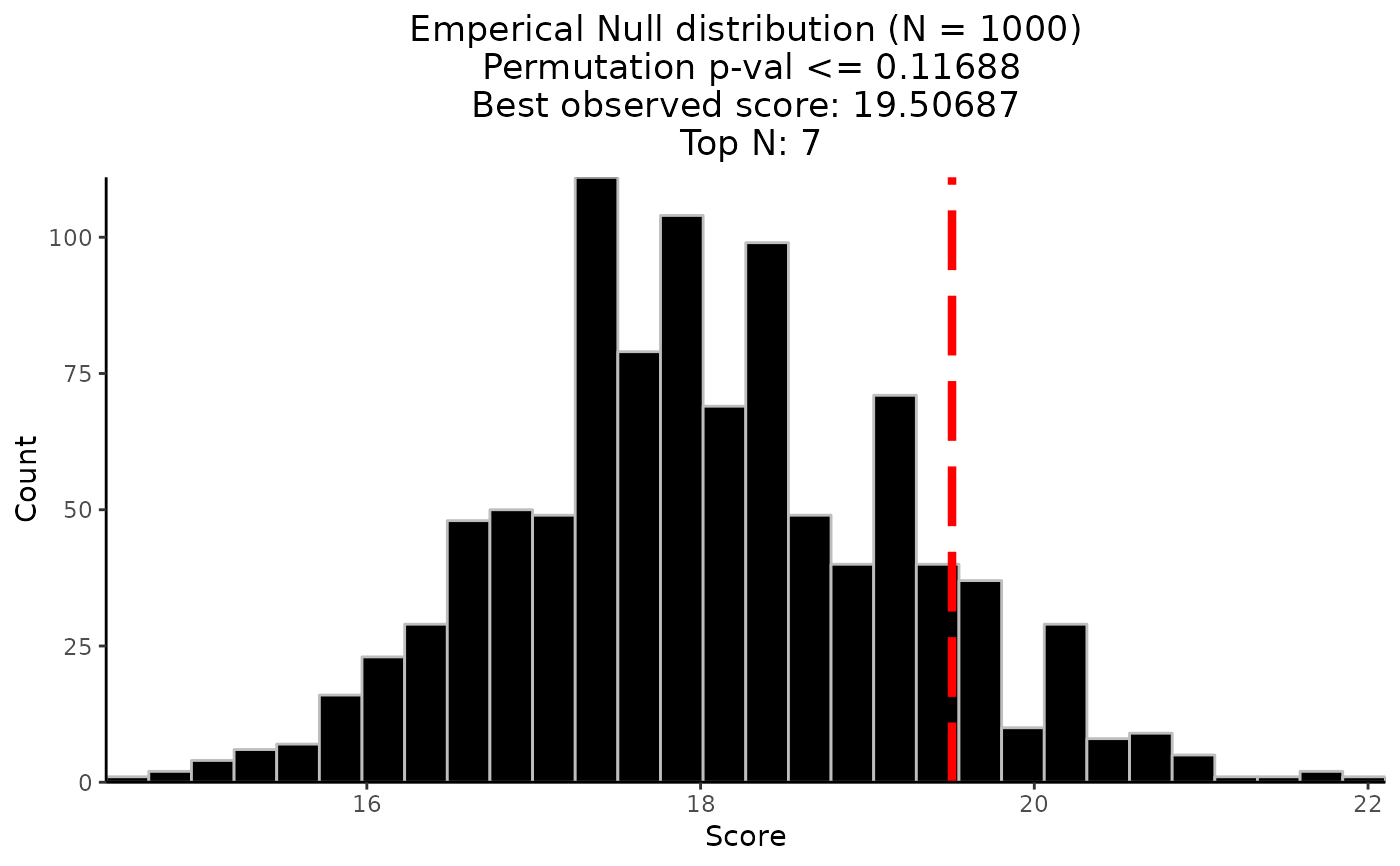 Emperical Null distribution (N = 1000)
Permutation p-val <= 0.11688
Best observed score: 19.50687
Top N: 7
100
75
50
25
0
Count
16 18 20 22
Score